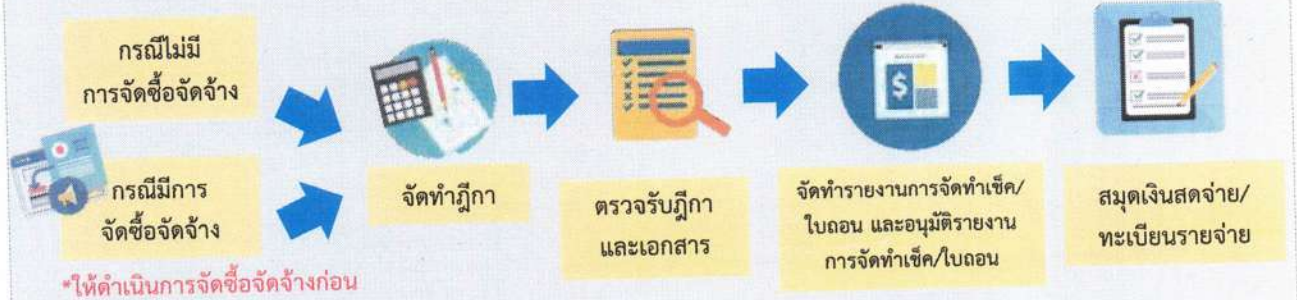 กรณีไม่มี
การจัดซื้อจัดจ้าง
กรณีมีการ
จัดซื้อจัดจ้าง
*ให้ดำเนินการจัดซื้อจัดจ้างก่อน
จัดทำฎีกา
ตรวจรับฎีกา
และเอกสาร
จัดทำรายงานการจัดทำเช็ค/
ใบถอน และอนุมัติรายงาน
การจัดทำเช็ค/ใบถอน
สมุดเงินสดจ่าย/
ทะเบียนรายจ่าย